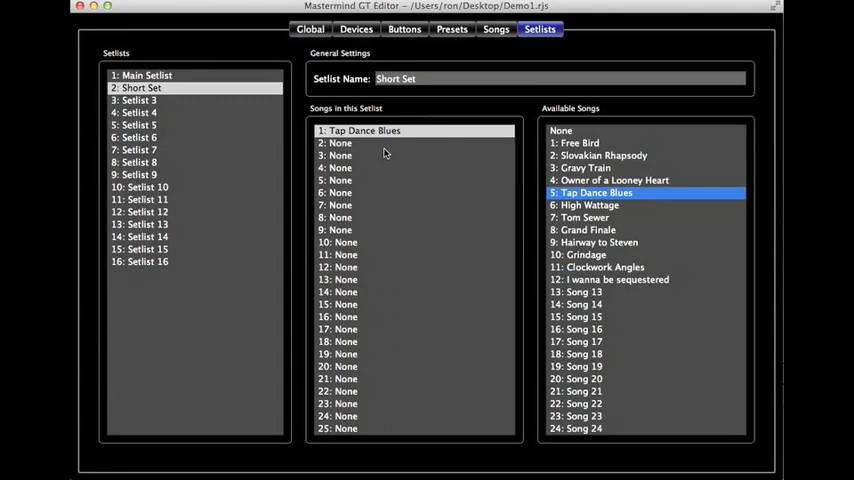 Mastermind GT Editor - /Users/ron/Desktop/Demo1.rjs
Global Devices Buttons Presets Songs Setlists
Setlists
1: Main Setlist
2: Short Set
3: Setlist 3
4: Setlist 4
5: Setlist 5
6: Setlist 6
7: Setlist 7
8: Setlist 8
9: Setlist 9
10: Setlist 10
11: Setlist 11
12: Setlist 12
13: Setlist 13
14: Setlist 14
15: Setlist 15
16: Setlist 16
General Settings
Setlist Name: Short Set
Songs in this Setlist
1: Tap Dance Blues
2: None
3: None
4: None
5: None
6: None
7: None
8: None
9: None
10: None
11: None
12: None
13: None
14: None
15: None
16: None
17: None
18: None
19: None
20: None
21: None
22: None
23: None
24: None
25: None
Available Songs
None
1: Free Bird
2: Slovakian Rhapsody
3: Gravy Train
4: Owner of a Looney Heart
5: Tap Dance Blues
6: High Wattage
7: Tom Sewer
8: Grand Finale
9: Hairway to Steven
10: Grindage
11: Clockwork Angles
12: I wanna be sequestered
13: Song 13
14: Song 14
15: Song 15
16: Song 16
17: Song 17
18: Song 18
19: Song 19
20: Song 20
21: Song 21
22: Song 22
23: Song 23
24: Song 24